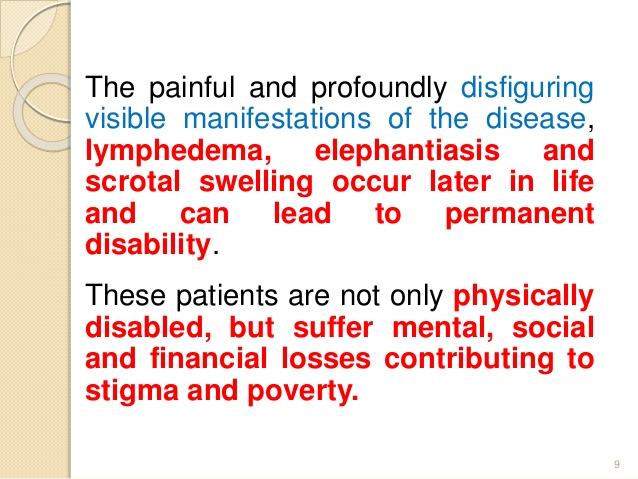 The painful and profoundly disfiguring
visible manifestations of the disease,
lymphedema, elephantiasis and
scrotal swelling occur later in life
and can lead to permanent
disability.
These patients are not only physically
disabled, but suffer mental, social
and financial losses contributing to
stigma and poverty.
9